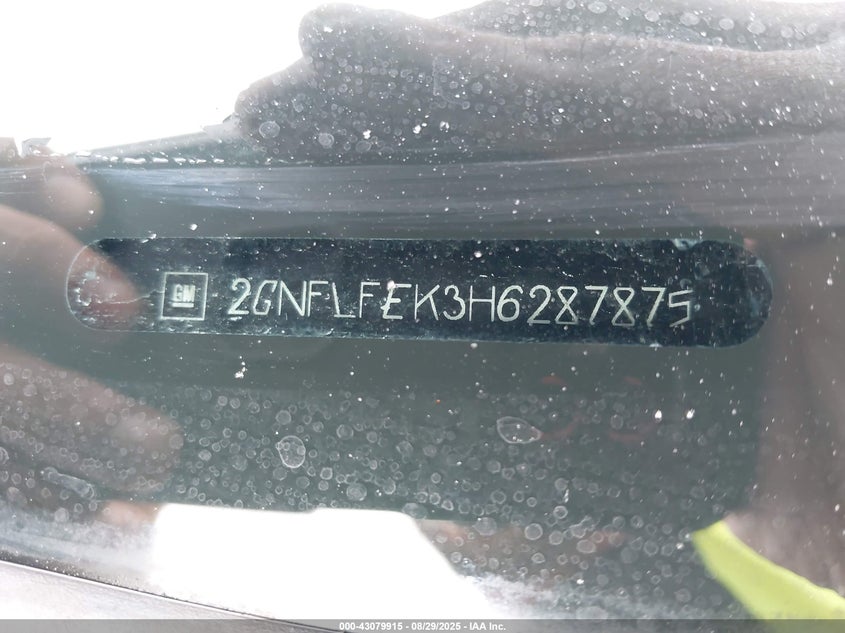 GM 2GNFLFEK3H6287875
000-43079915 - 08/29/2025 - IAA Inc.